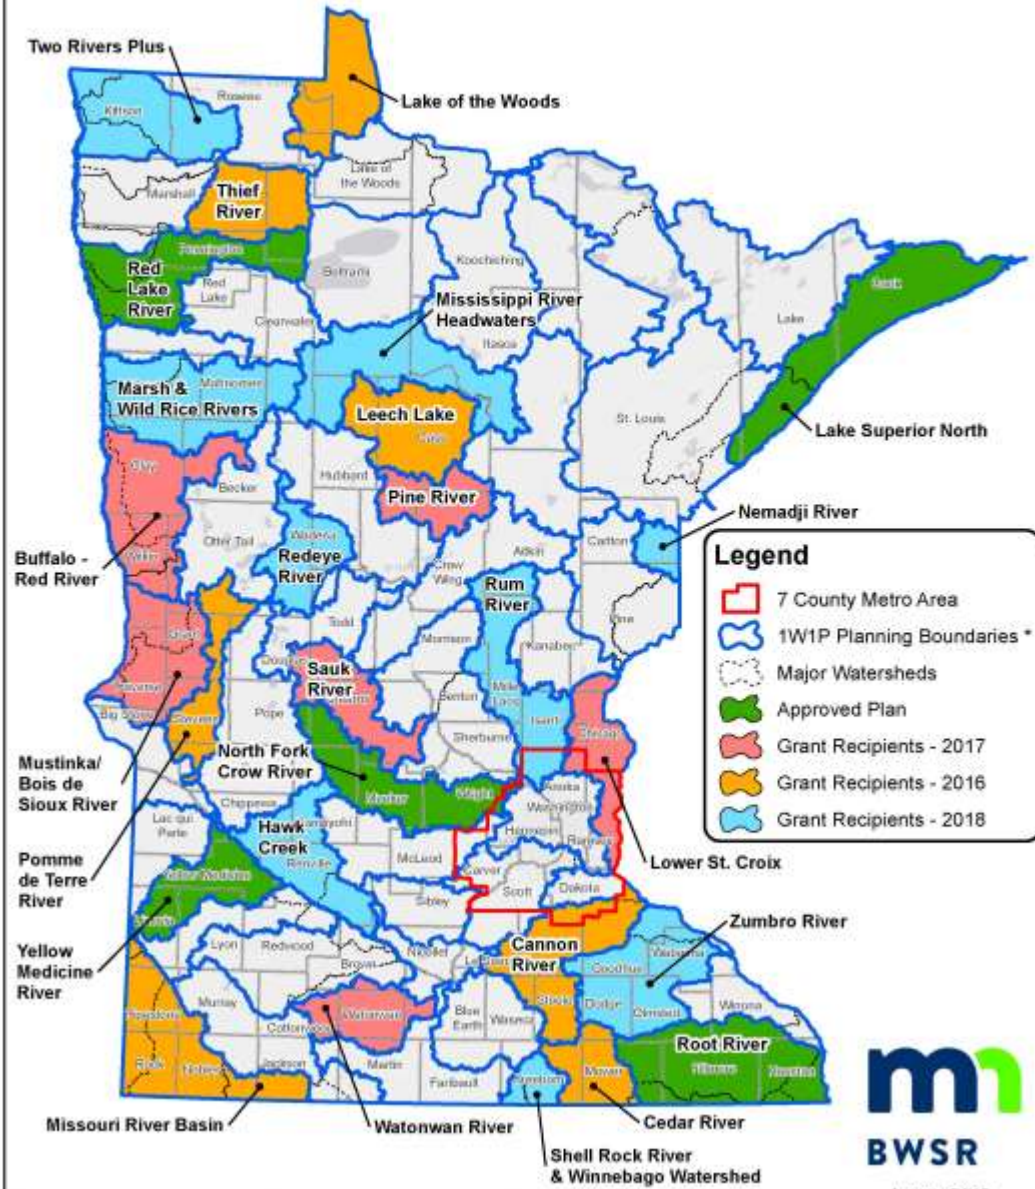 Two Rivers Plus
Lake of the Woods
Kittson
Roseau
Lake of
the Woods
Marshall
Thief
River
Pennington
Red
Lake
River
Red
Lake
Beltrami
Koochiching
Clearwater
Mississippi River
Headwaters
Itasca
Cook
Lake
St. Louis
Lake Superior North
Marsh &
Wild Rice Rivers
Mahnomen
Leech Lake
Cass
Clay
Becker
Hubbard
Pine River
Nemadji River
Buffalo -
Red River
Wilkin
Otter Tail
Wadena
Redeye
River
Crow
Wing
Aitkin
Carlton
Rum
River
Pine
Todd
Morrison
Kanabec
Grant
Douglas
Sauk
River
Mille
Lacs
Benton
Isanti
Chisago
Traverse
Big Stone
Stevens
Pope
Stearns
Sherburne
Mustinka/
Bois de
Sioux River
North Fork
Crow River
Meeker
Wright
Anoka
Washington
Hennepin
Ramsey
Chippewa
Lac qui
Parle
Hawk
Creek
Kandiyohi
Renville
McLeod
Carver
Scott
Dakota
Lower St. Croix
Pomme
de Terre
River
Yellow Medicine
Lincoln
Sibley
Yellow
Medicine
River
Lyon
Redwood
Brown
Nicollet
Le Sueur
Cannon
River
Zumbro River
Goodhue
Wabasha
Murray
Cottonwood
Watonwan
Blue
Earth
Waseca
Steele
Dodge
Olmsted
Winona
Pipestone
Rock
Nobles
Jackson
Martin
Faribault
Freeborn
Mower
Root River
Fillmore
Houston
Missouri River Basin
Watonwan River
Cedar River
Shell Rock River
& Winnebago Watershed
Legend
7 County Metro Area
1W1P Planning Boundaries *
Major Watersheds
Approved Plan
Grant Recipients - 2017
Grant Recipients - 2016
Grant Recipients - 2018
mn
BWSR